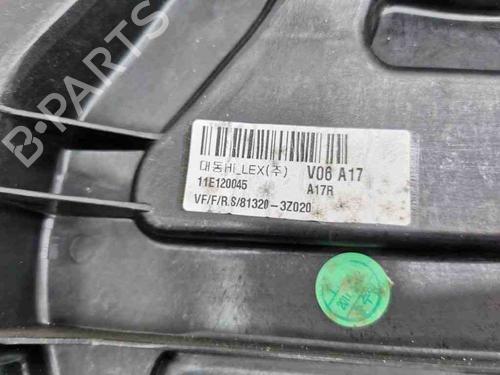 B-PARTS
대동HI_LEX(주) V06 A17
11E120045 A17R
VF/F/R.S/81320-3Z020